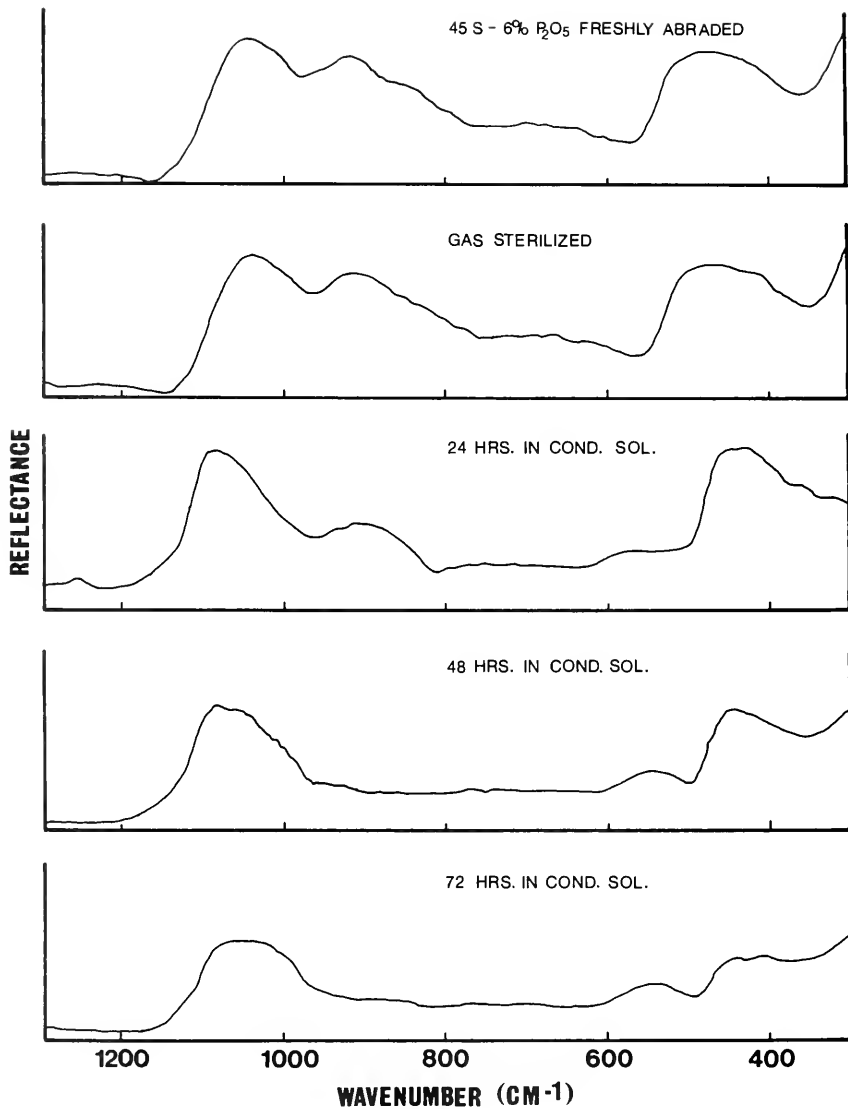 45 S - 6% P2O5 FRESHLY ABRADED
GAS STERILIZED
24 HRS. IN COND. SOL.
48 HRS. IN COND. SOL.
72 HRS. IN COND. SOL.
REFLECTANCE
1200 1000 800 600 400
WAVENUMBER (CM-1)